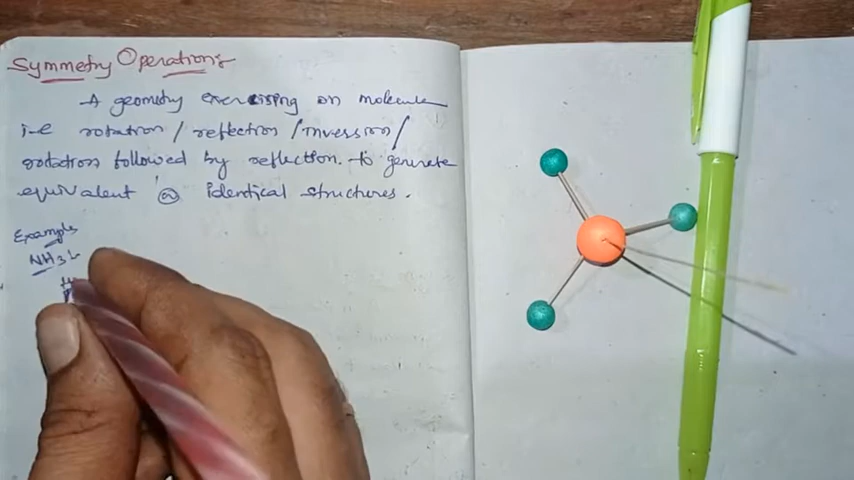 Symmetry Operations
A geometry exercising on molecule
i-e rotation / reflection / inversion /
rotation followed by reflection. to generate
equivalent (or) identical structures.
Example
NH3